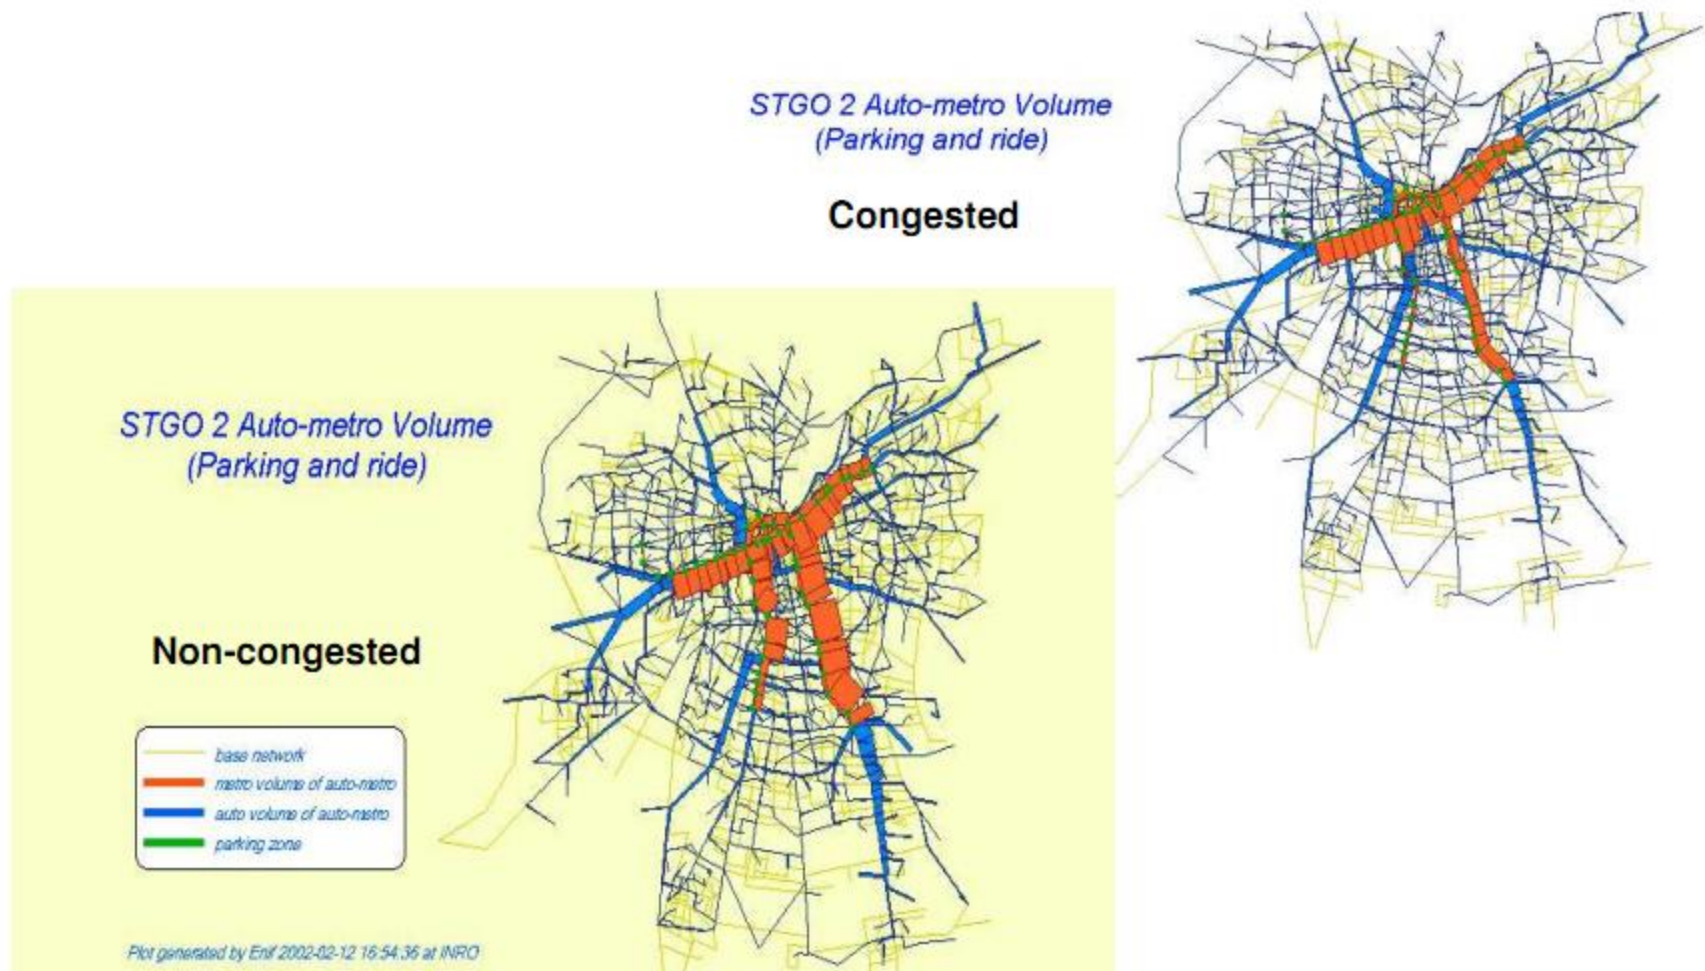 STGO 2 Auto-metro Volume
(Parking and ride)
Congested
STGO 2 Auto-metro Volume
(Parking and ride)
Non-congested
base network
metro volume of auto-metro
auto volume of auto-metro
parking zone
Plot generated by Enif 2002-02-12 16:54:36 at INRO